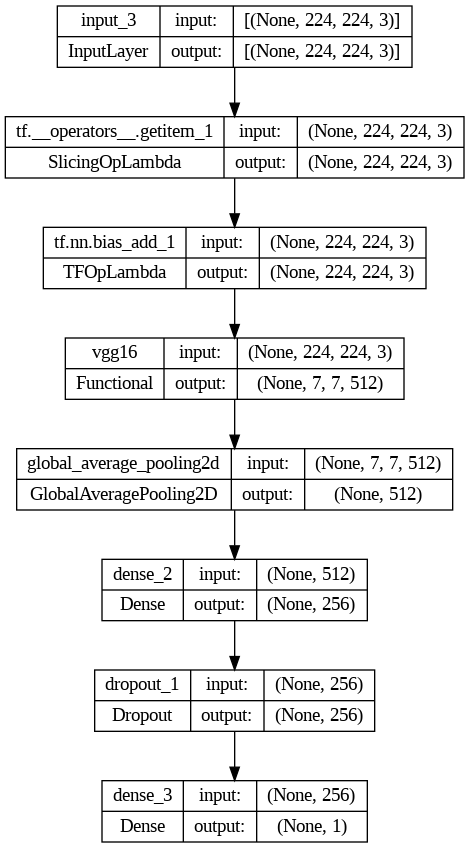 input_3 input: [(None, 224, 224, 3)]
InputLayer output: [(None, 224, 224, 3)]
tf.__operators__.getitem_1 input: (None, 224, 224, 3)
SlicingOpLambda output: (None, 224, 224, 3)
tf.nn.bias_add_1 input: (None, 224, 224, 3)
TFOpLambda output: (None, 224, 224, 3)
vgg16 input: (None, 224, 224, 3)
Functional output: (None, 7, 7, 512)
global_average_pooling2d input: (None, 7, 7, 512)
GlobalAveragePooling2D output: (None, 512)
dense_2 input: (None, 512)
Dense output: (None, 256)
dropout_1 input: (None, 256)
Dropout output: (None, 256)
dense_3 input: (None, 256)
Dense output: (None, 1)